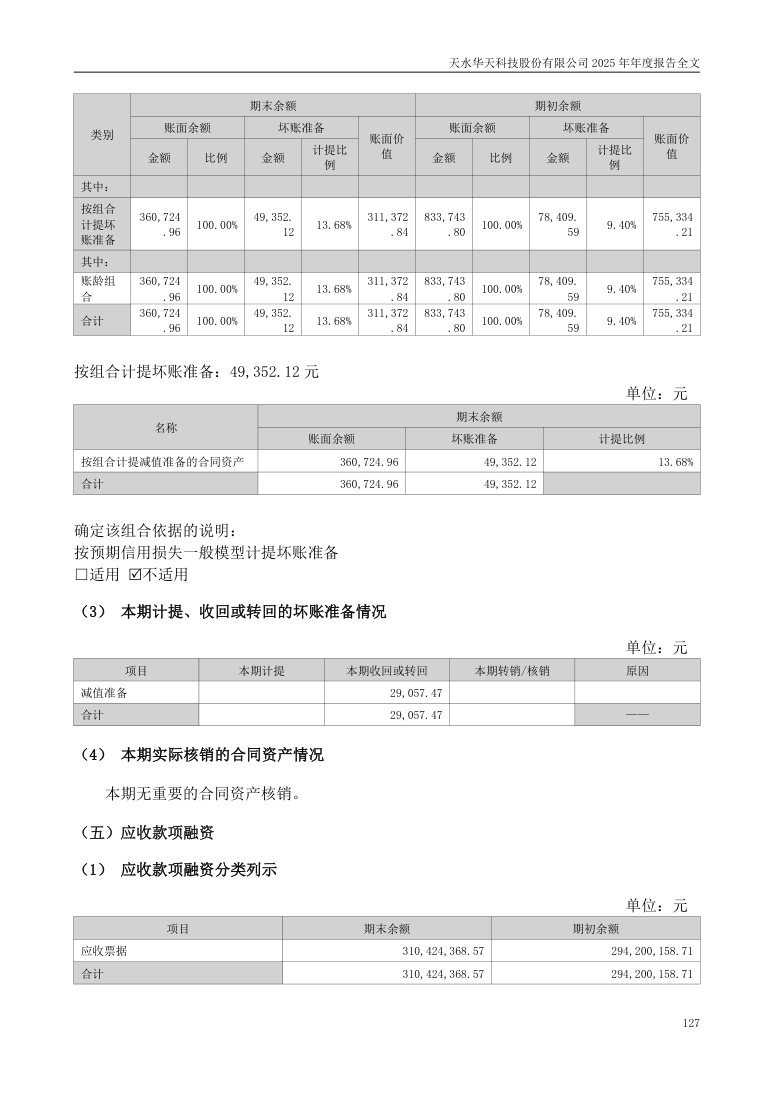 天水华天科技股份有限公司 2025 年年度报告全文
类别 期末余额 期初余额
账面余额 坏账准备 账面价值 账面余额 坏账准备 账面价值
金额 比例 金额 计提比例 金额 比例 金额 计提比例
其中：
按组合计提坏账准备 360,724.96 100.00% 49,352.12 13.68% 311,372.84 833,743.80 100.00% 78,409.59 9.40% 755,334.21
其中：
账龄组合 360,724.96 100.00% 49,352.12 13.68% 311,372.84 833,743.80 100.00% 78,409.59 9.40% 755,334.21
合计 360,724.96 100.00% 49,352.12 13.68% 311,372.84 833,743.80 100.00% 78,409.59 9.40% 755,334.21
按组合计提坏账准备：49,352.12 元
单位：元
名称 期末余额
账面余额 坏账准备 计提比例
按组合计提减值准备的合同资产 360,724.96 49,352.12 13.68%
合计 360,724.96 49,352.12
确定该组合依据的说明：
按预期信用损失一般模型计提坏账准备
□适用 ☑不适用
（3） 本期计提、收回或转回的坏账准备情况
单位：元
项目 本期计提 本期收回或转回 本期转销/核销 原因
减值准备 29,057.47
合计 29,057.47 ——
（4） 本期实际核销的合同资产情况
本期无重要的合同资产核销。
（五）应收款项融资
（1） 应收款项融资分类列示
单位：元
项目 期末余额 期初余额
应收票据 310,424,368.57 294,200,158.71
合计 310,424,368.57 294,200,158.71
127